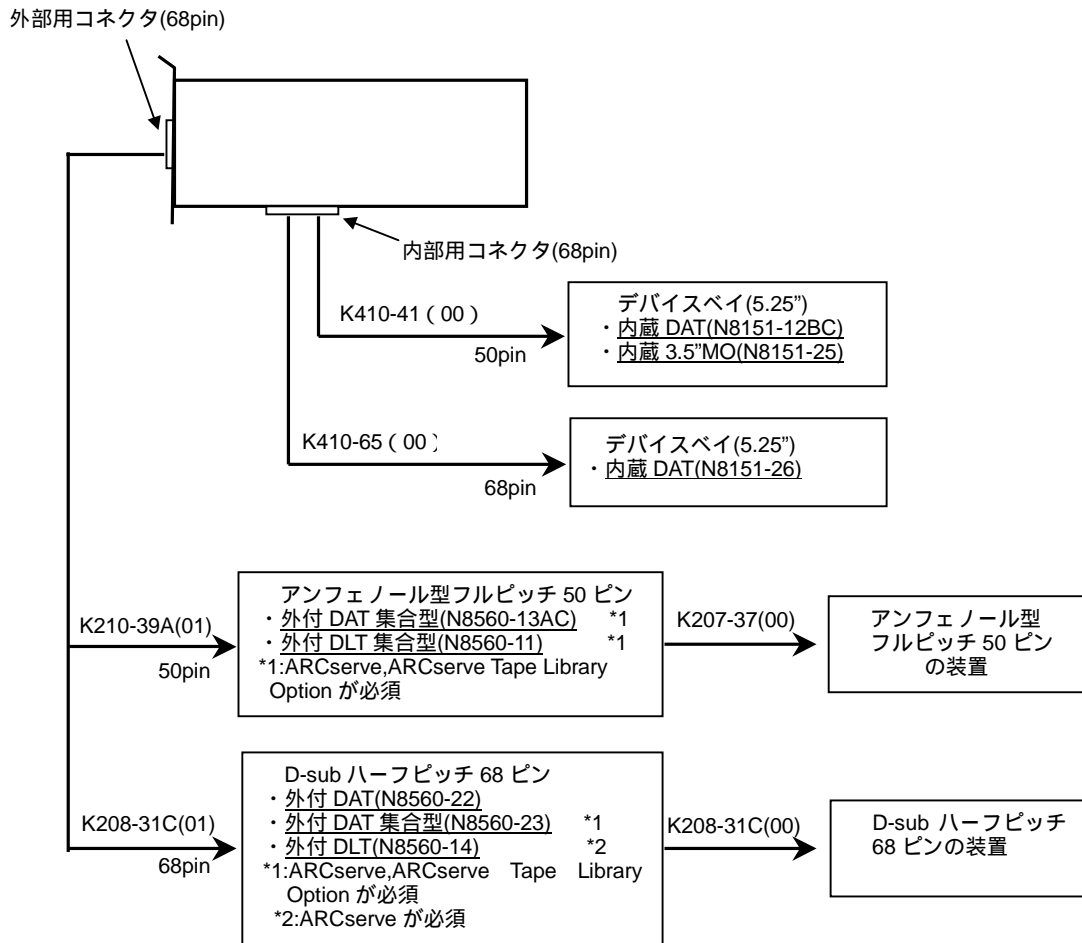 外部用コネクタ(68pin)
内部用コネクタ(68pin)
K410-41（00）
50pin
デバイスベイ(5.25”)
・内蔵 DAT(N8151-12BC)
・内蔵 3.5”MO(N8151-25)
K410-65（00）
68pin
デバイスベイ(5.25”)
・内蔵 DAT(N8151-26)
K210-39A(01)
50pin
アンフェノール型フルピッチ 50 ピン
・外付 DAT 集合型(N8560-13AC) *1
・外付 DLT 集合型(N8560-11) *1
*1:ARCserve,ARCserve Tape Library
Option が必須
K207-37(00)
アンフェノール型
フルピッチ 50 ピン
の装置
K208-31C(01)
68pin
D-sub ハーフピッチ 68 ピン
・外付 DAT(N8560-22)
・外付 DAT 集合型(N8560-23) *1
・外付 DLT(N8560-14) *2
*1:ARCserve,ARCserve Tape Library
Option が必須
*2:ARCserve が必須
K208-31C(00)
D-sub ハーフピッチ
68 ピンの装置